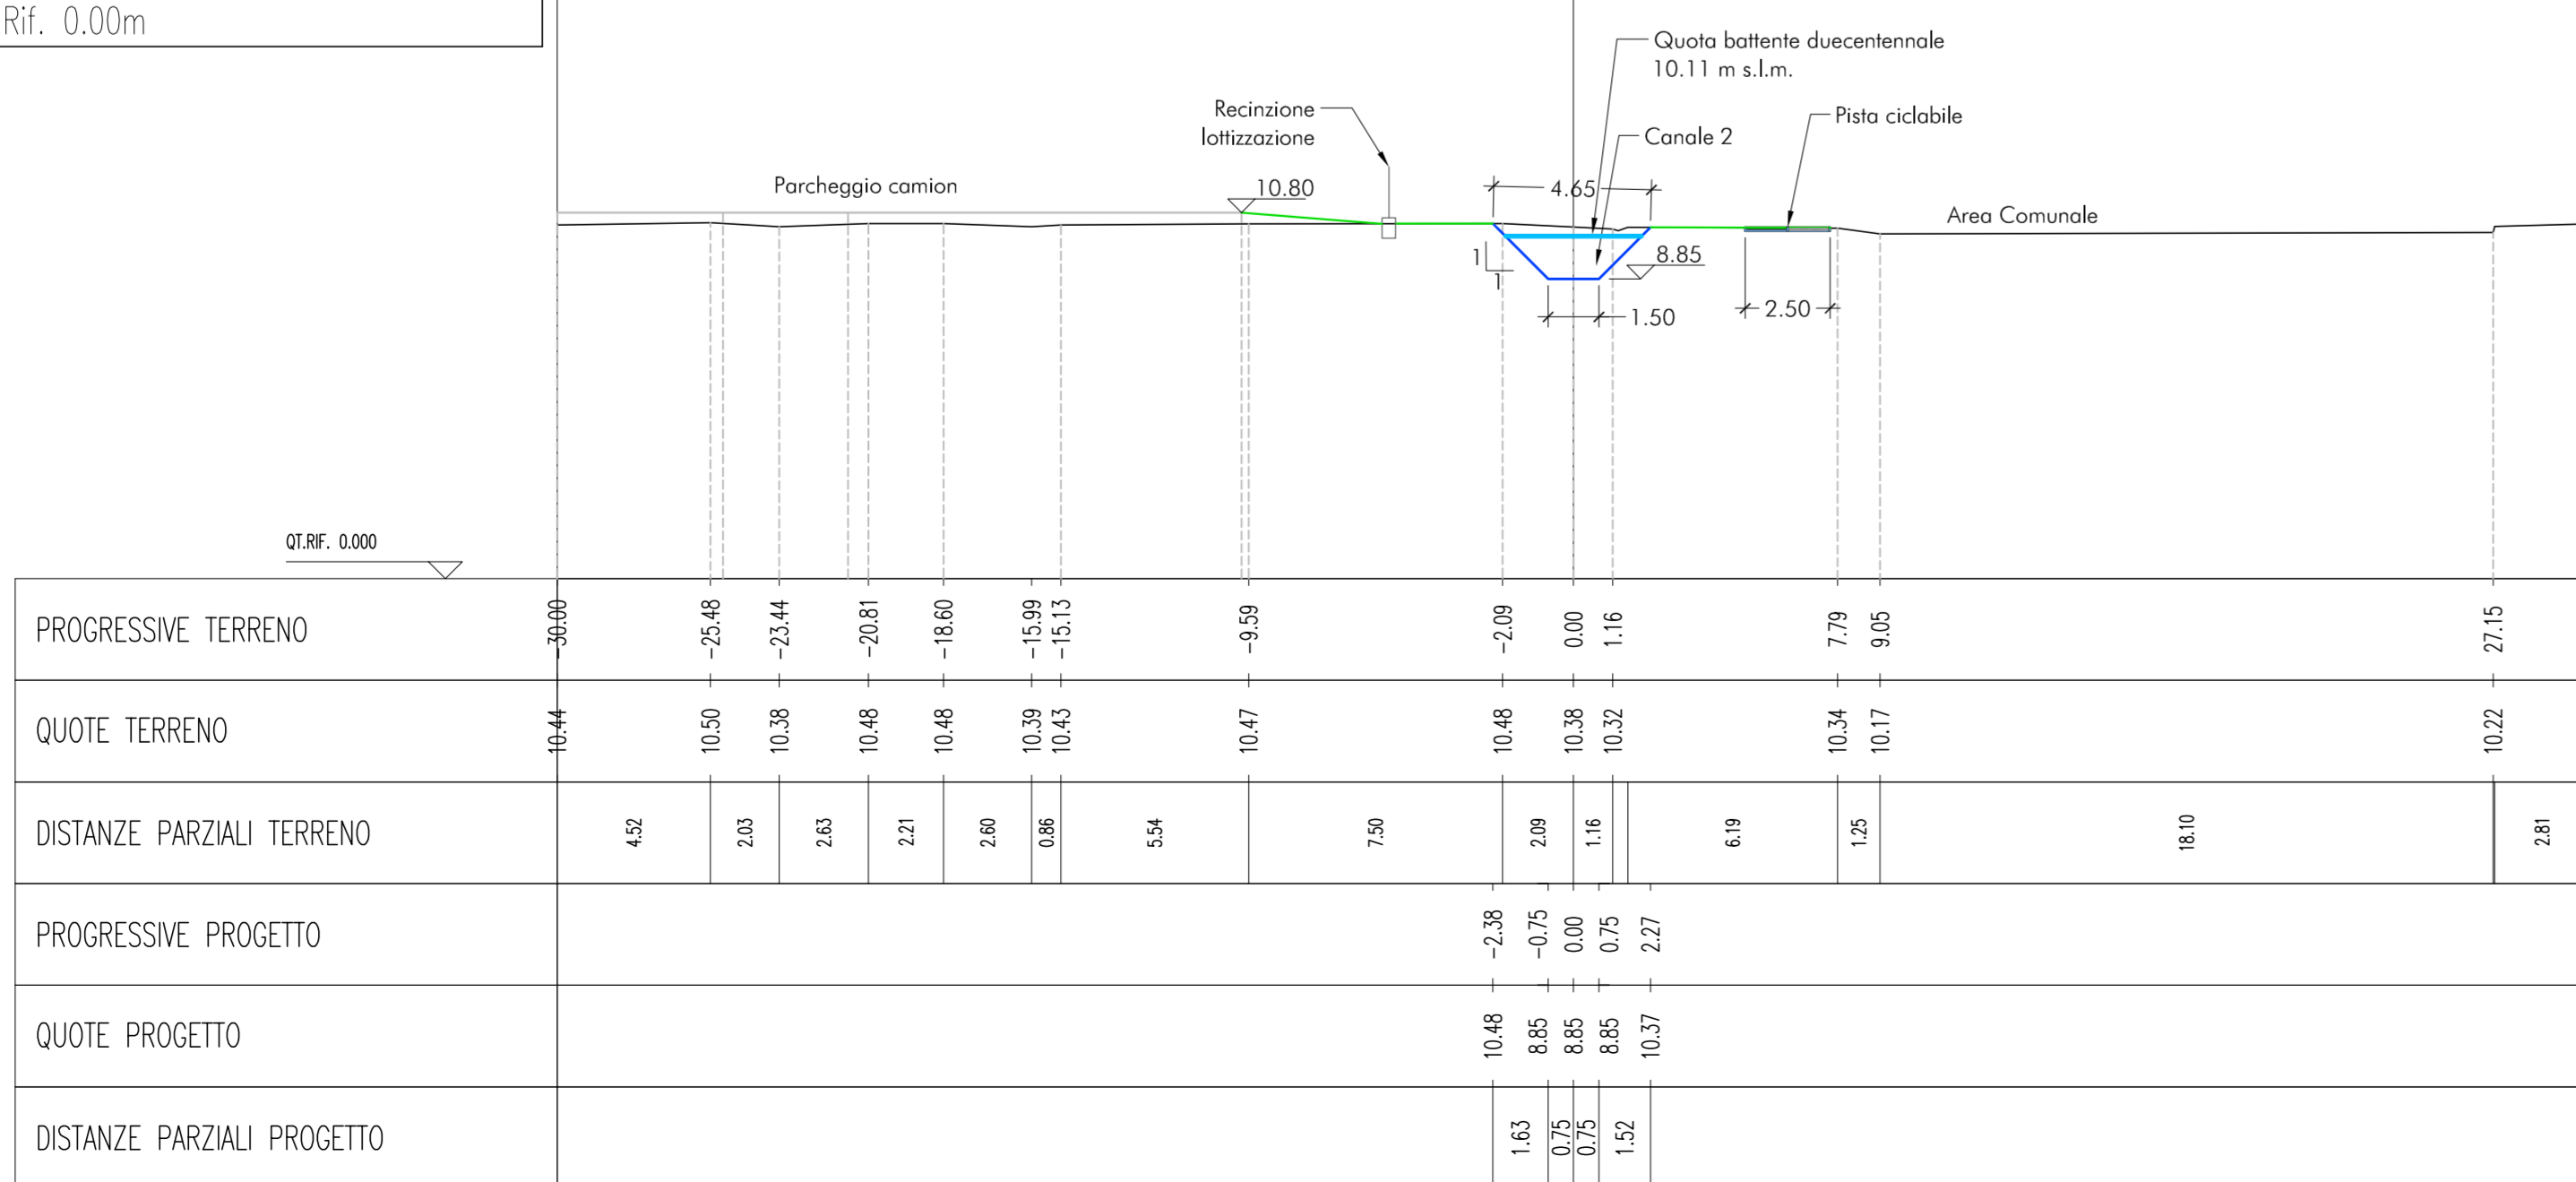 Rif. 0.00m
Quota battente duecentennale
10.11 m s.l.m.
Recinzione
lottizzazione
Pista ciclabile
Canale 2
Parcheggio camion
10.80
4.65
Area Comunale
1
1
8.85
1.50
2.50
QT.RIF. 0.000
PROGRESSIVE TERRENO -30.00 -25.48 -23.44 -20.81 -18.60 -15.99 -15.13 -9.59 -2.09 0.00 1.16 7.79 9.05 27.15
QUOTE TERRENO 10.44 10.50 10.38 10.48 10.48 10.39 10.43 10.47 10.48 10.38 10.32 10.34 10.17 10.22
DISTANZE PARZIALI TERRENO 4.52 2.03 2.63 2.21 2.60 0.86 5.54 7.50 2.09 1.16 6.19 1.25 18.10 2.81
PROGRESSIVE PROGETTO -2.38 -0.75 0.00 0.75 2.27
QUOTE PROGETTO 10.48 8.85 8.85 8.85 10.37
DISTANZE PARZIALI PROGETTO 1.63 0.75 0.75 1.52